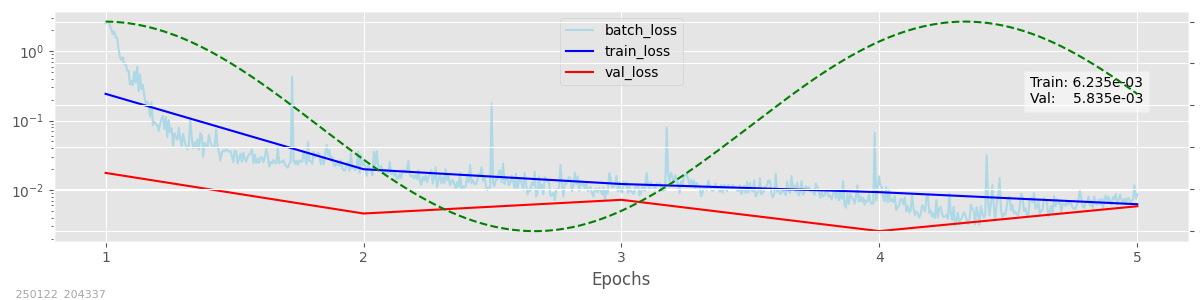 batch_loss
train_loss
val_loss
Train: 6.235e-03
Val: 5.835e-03
10⁰
10⁻¹
10⁻²
1 2 3 4 5
Epochs
250122_204337